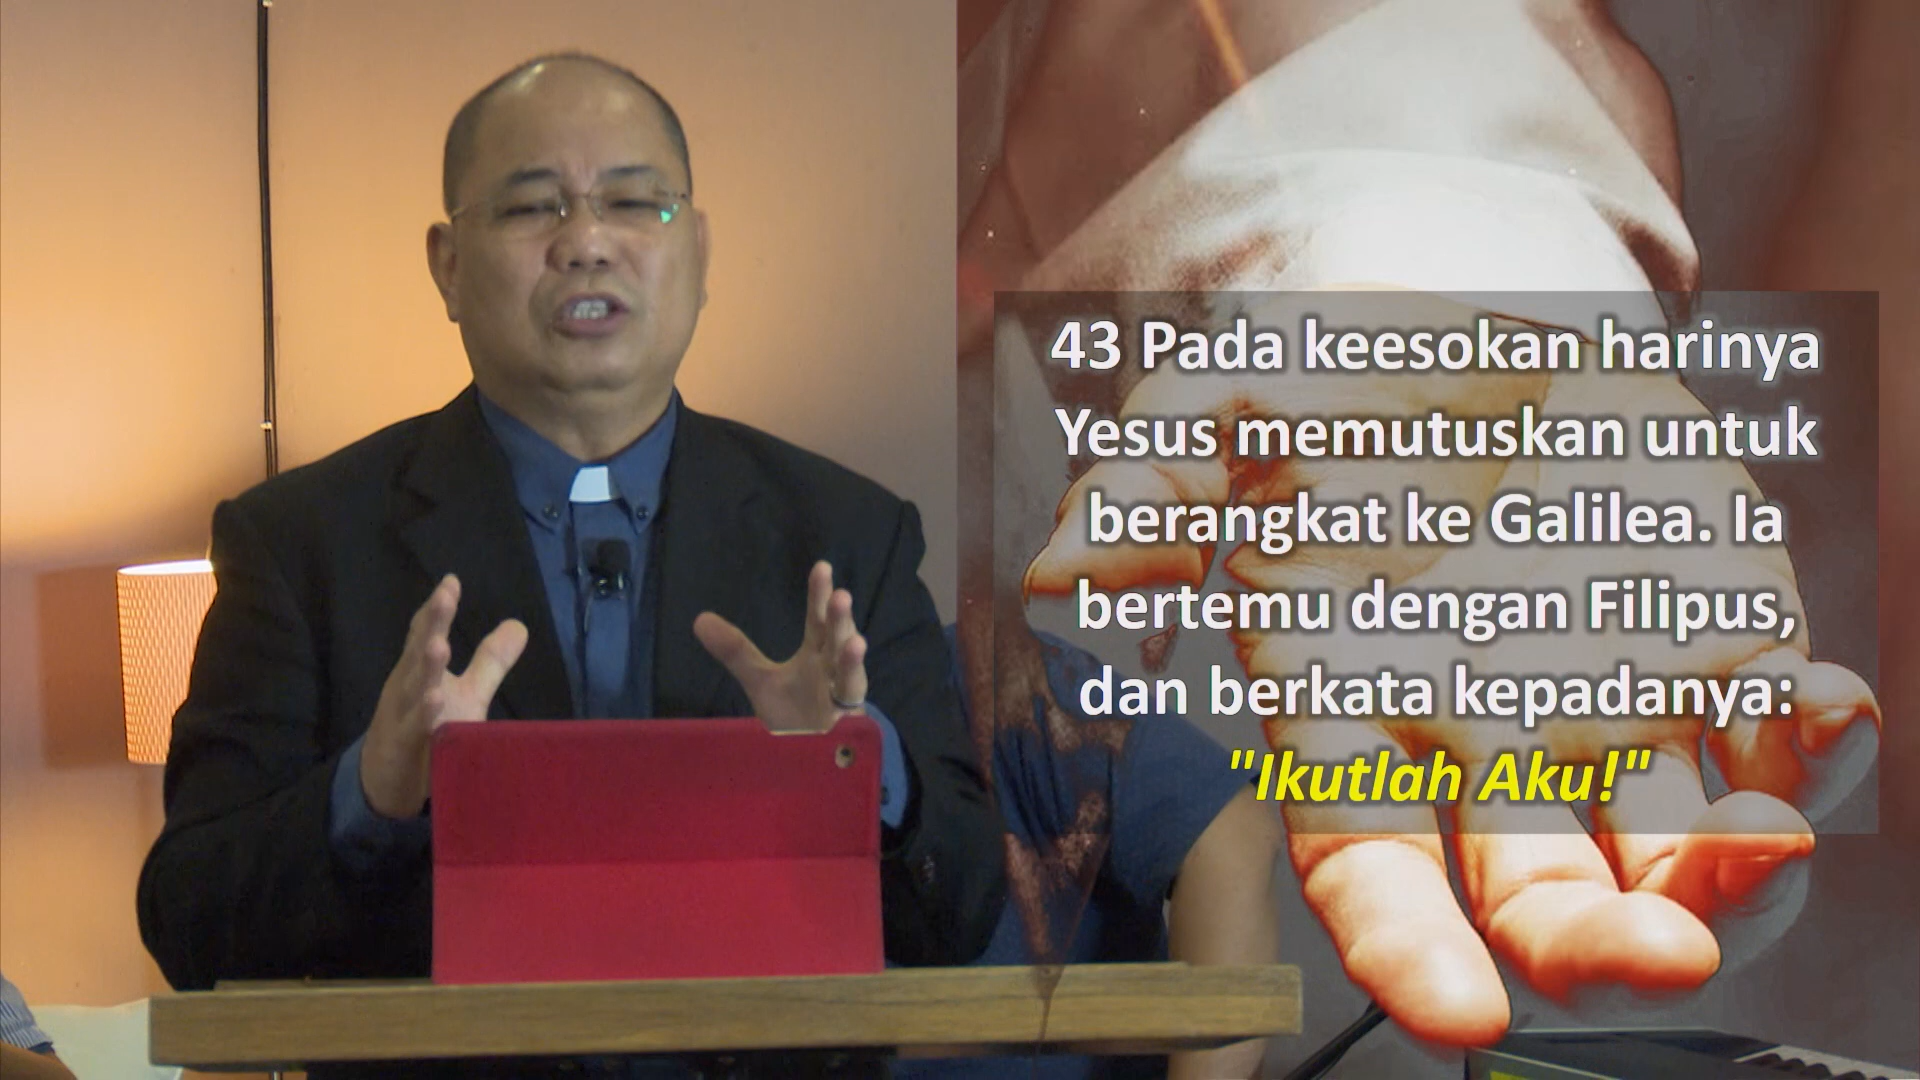 43 Pada keesokan harinya
Yesus memutuskan untuk
berangkat ke Galilea. Ia
bertemu dengan Filipus,
dan berkata kepadanya:
"Ikutlah Aku!"